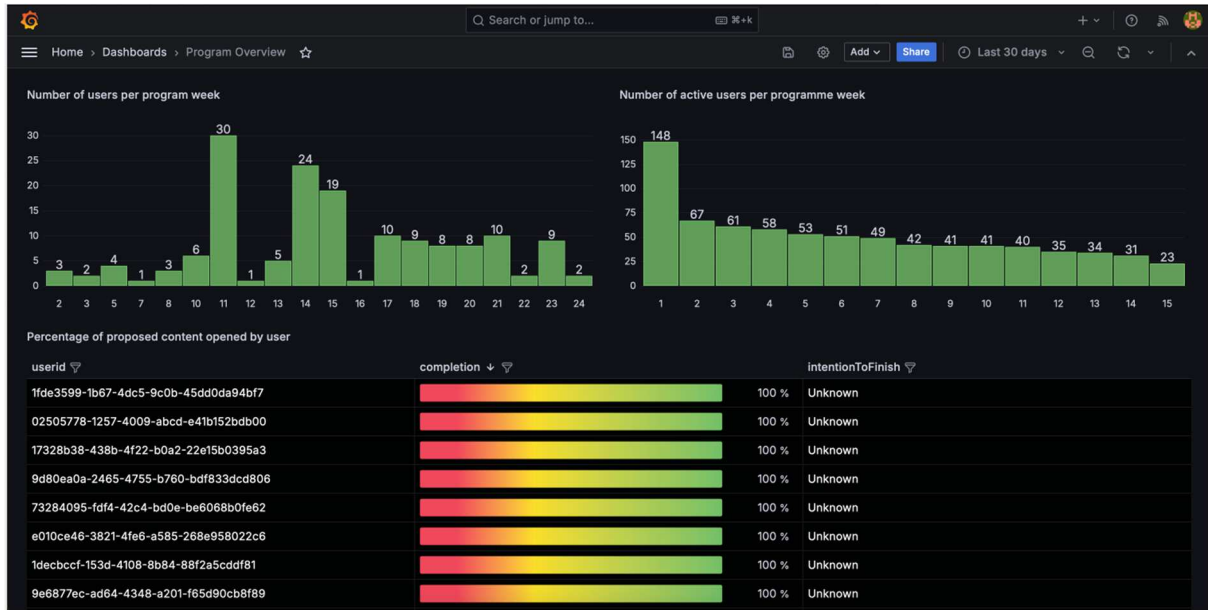 Search or jump to... ⌘+k
Home › Dashboards › Program Overview Add Share Last 30 days
Number of users per program week
30
25
20
15
10
5
0
3 2 4 1 3 6 30 1 5 24 19 1 10 9 8 8 10 2 9 2
2 3 5 7 8 10 11 12 13 14 15 16 17 18 19 20 21 22 23 24
Number of active users per programme week
150
125
100
75
50
25
0
148 67 61 58 53 51 49 42 41 41 40 35 34 31 23
1 2 3 4 5 6 7 8 9 10 11 12 13 14 15
Percentage of proposed content opened by user
userid completion ↓ intentionToFinish
1fde3599-1b67-4dc5-9c0b-45dd0da94bf7 100 % Unknown
02505778-1257-4009-abcd-e41b152bdb00 100 % Unknown
17328b38-438b-4f22-b0a2-22e15b0395a3 100 % Unknown
9d80ea0a-2465-4755-b760-bdf833dcd806 100 % Unknown
73284095-fdf4-42c4-bd0e-be6068b0fe62 100 % Unknown
e010ce46-3821-4fe6-a585-268e958022c6 100 % Unknown
1decbccf-153d-4108-8b84-88f2a5cddf81 100 % Unknown
9e6877ec-ad64-4348-a201-f65d90cb8f89 100 % Unknown